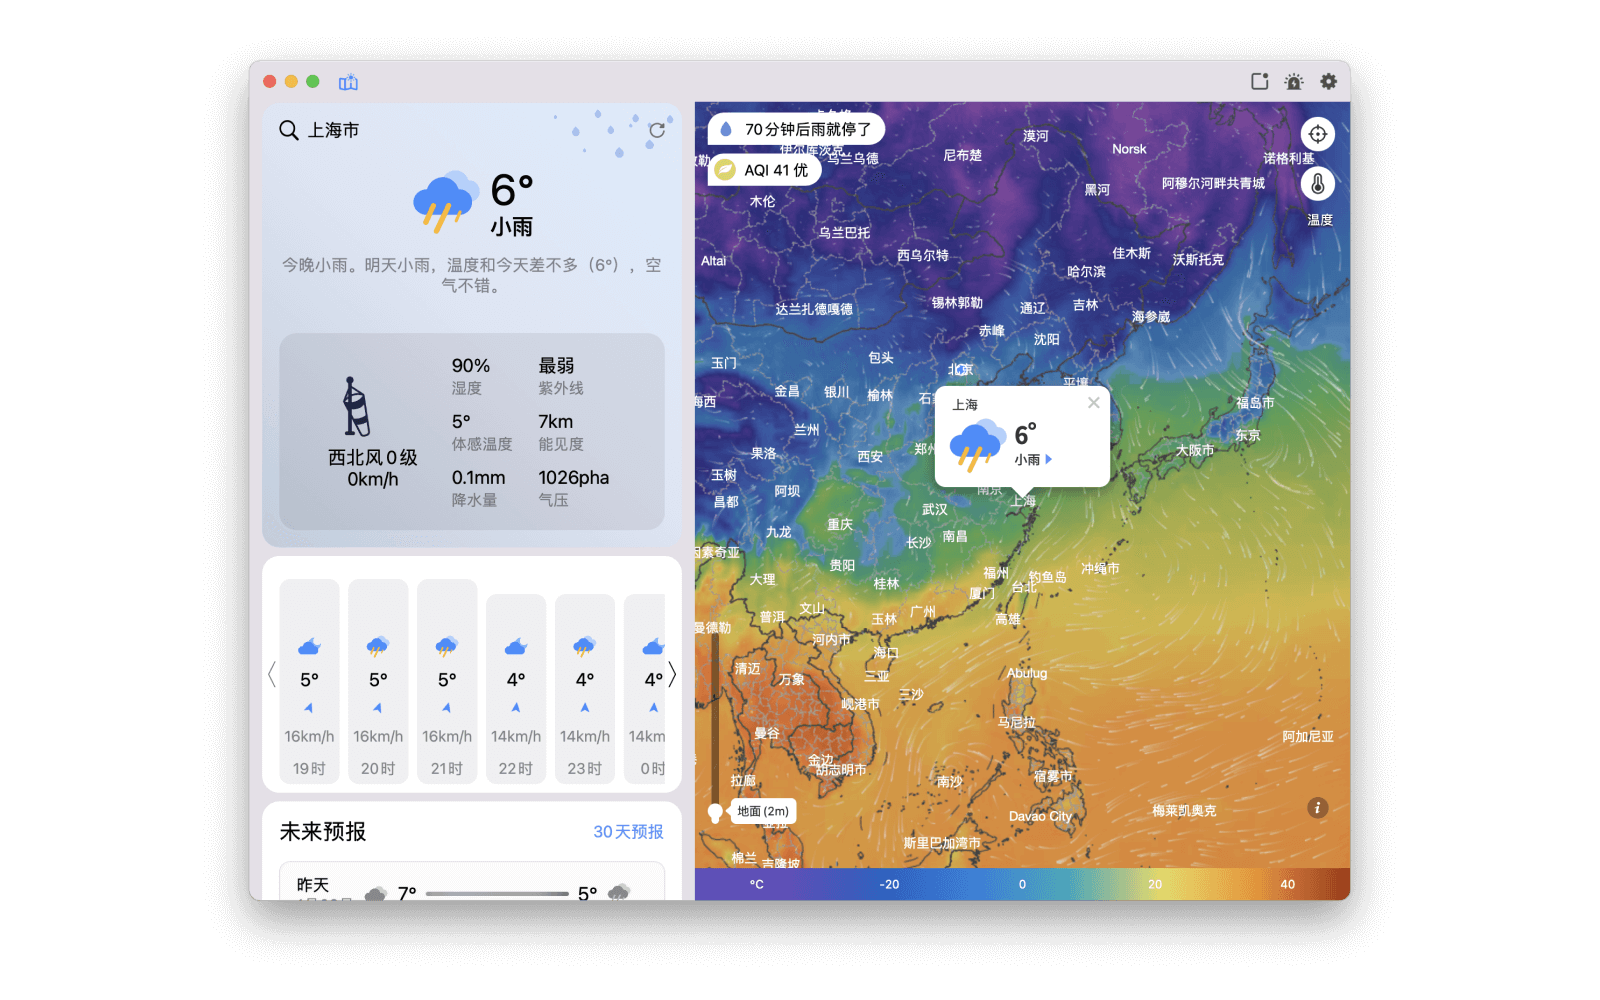 上海市
6°
小雨
今晚小雨。明天小雨，温度和今天差不多（6°），空
气不错。
90%
湿度
最弱
紫外线
5°
体感温度
7km
能见度
0.1mm
降水量
1026pha
气压
西北风0级
0km/h
5° 5° 5° 4° 4° 4°
16km/h 16km/h 16km/h 14km/h 14km/h 14km
19时 20时 21时 22时 23时 0时
未来预报
30天预报
昨天
7°
5°
70分钟后雨就停了
AQI 41 优
温度
漠河
Norsk
诺格利基
伊尔库茨克
乌兰乌德
尼布楚
黑河
阿穆尔河畔共青城
木伦
乌兰巴托
西乌尔特
佳木斯
沃斯托克
Altai
哈尔滨
达兰扎德嘎德
锡林郭勒
通辽
吉林
海参崴
赤峰
沈阳
玉门
包头
北京
平壤
海西
金昌
银川
榆林
福岛市
兰州
东京
果洛
西安
郑州
大阪市
玉树
阿坝
昌都
上海
6°
小雨
南京
上海
武汉
九龙
重庆
长沙
南昌
因素奇亚
贵阳
大理
桂林
福州
钓鱼岛
冲绳市
厦门
台北
文山
普洱
玉林
广州
高雄
曼德勒
河内市
海口
清迈
万象
三亚
Abulug
三沙
岘港市
马尼拉
曼谷
阿加尼亚
金边
胡志明市
拉廊
南沙
宿雾市
地面 (2m)
Davao City
梅莱凯奥克
斯里巴加湾市
棉兰
吉隆坡
°C -20 0 20 40